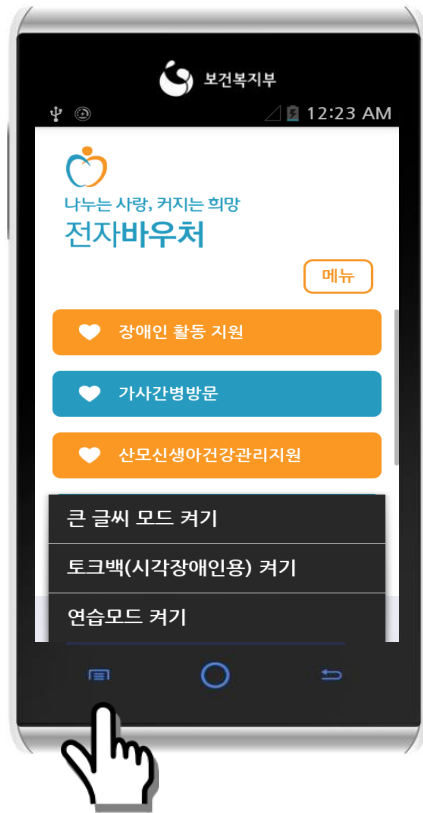 보건복지부
12:23 AM
나누는 사랑, 커지는 희망
전자바우처
메뉴
장애인 활동 지원
가사간병방문
산모신생아건강관리지원
큰 글씨 모드 켜기
토크백(시각장애인용) 켜기
연습모드 켜기